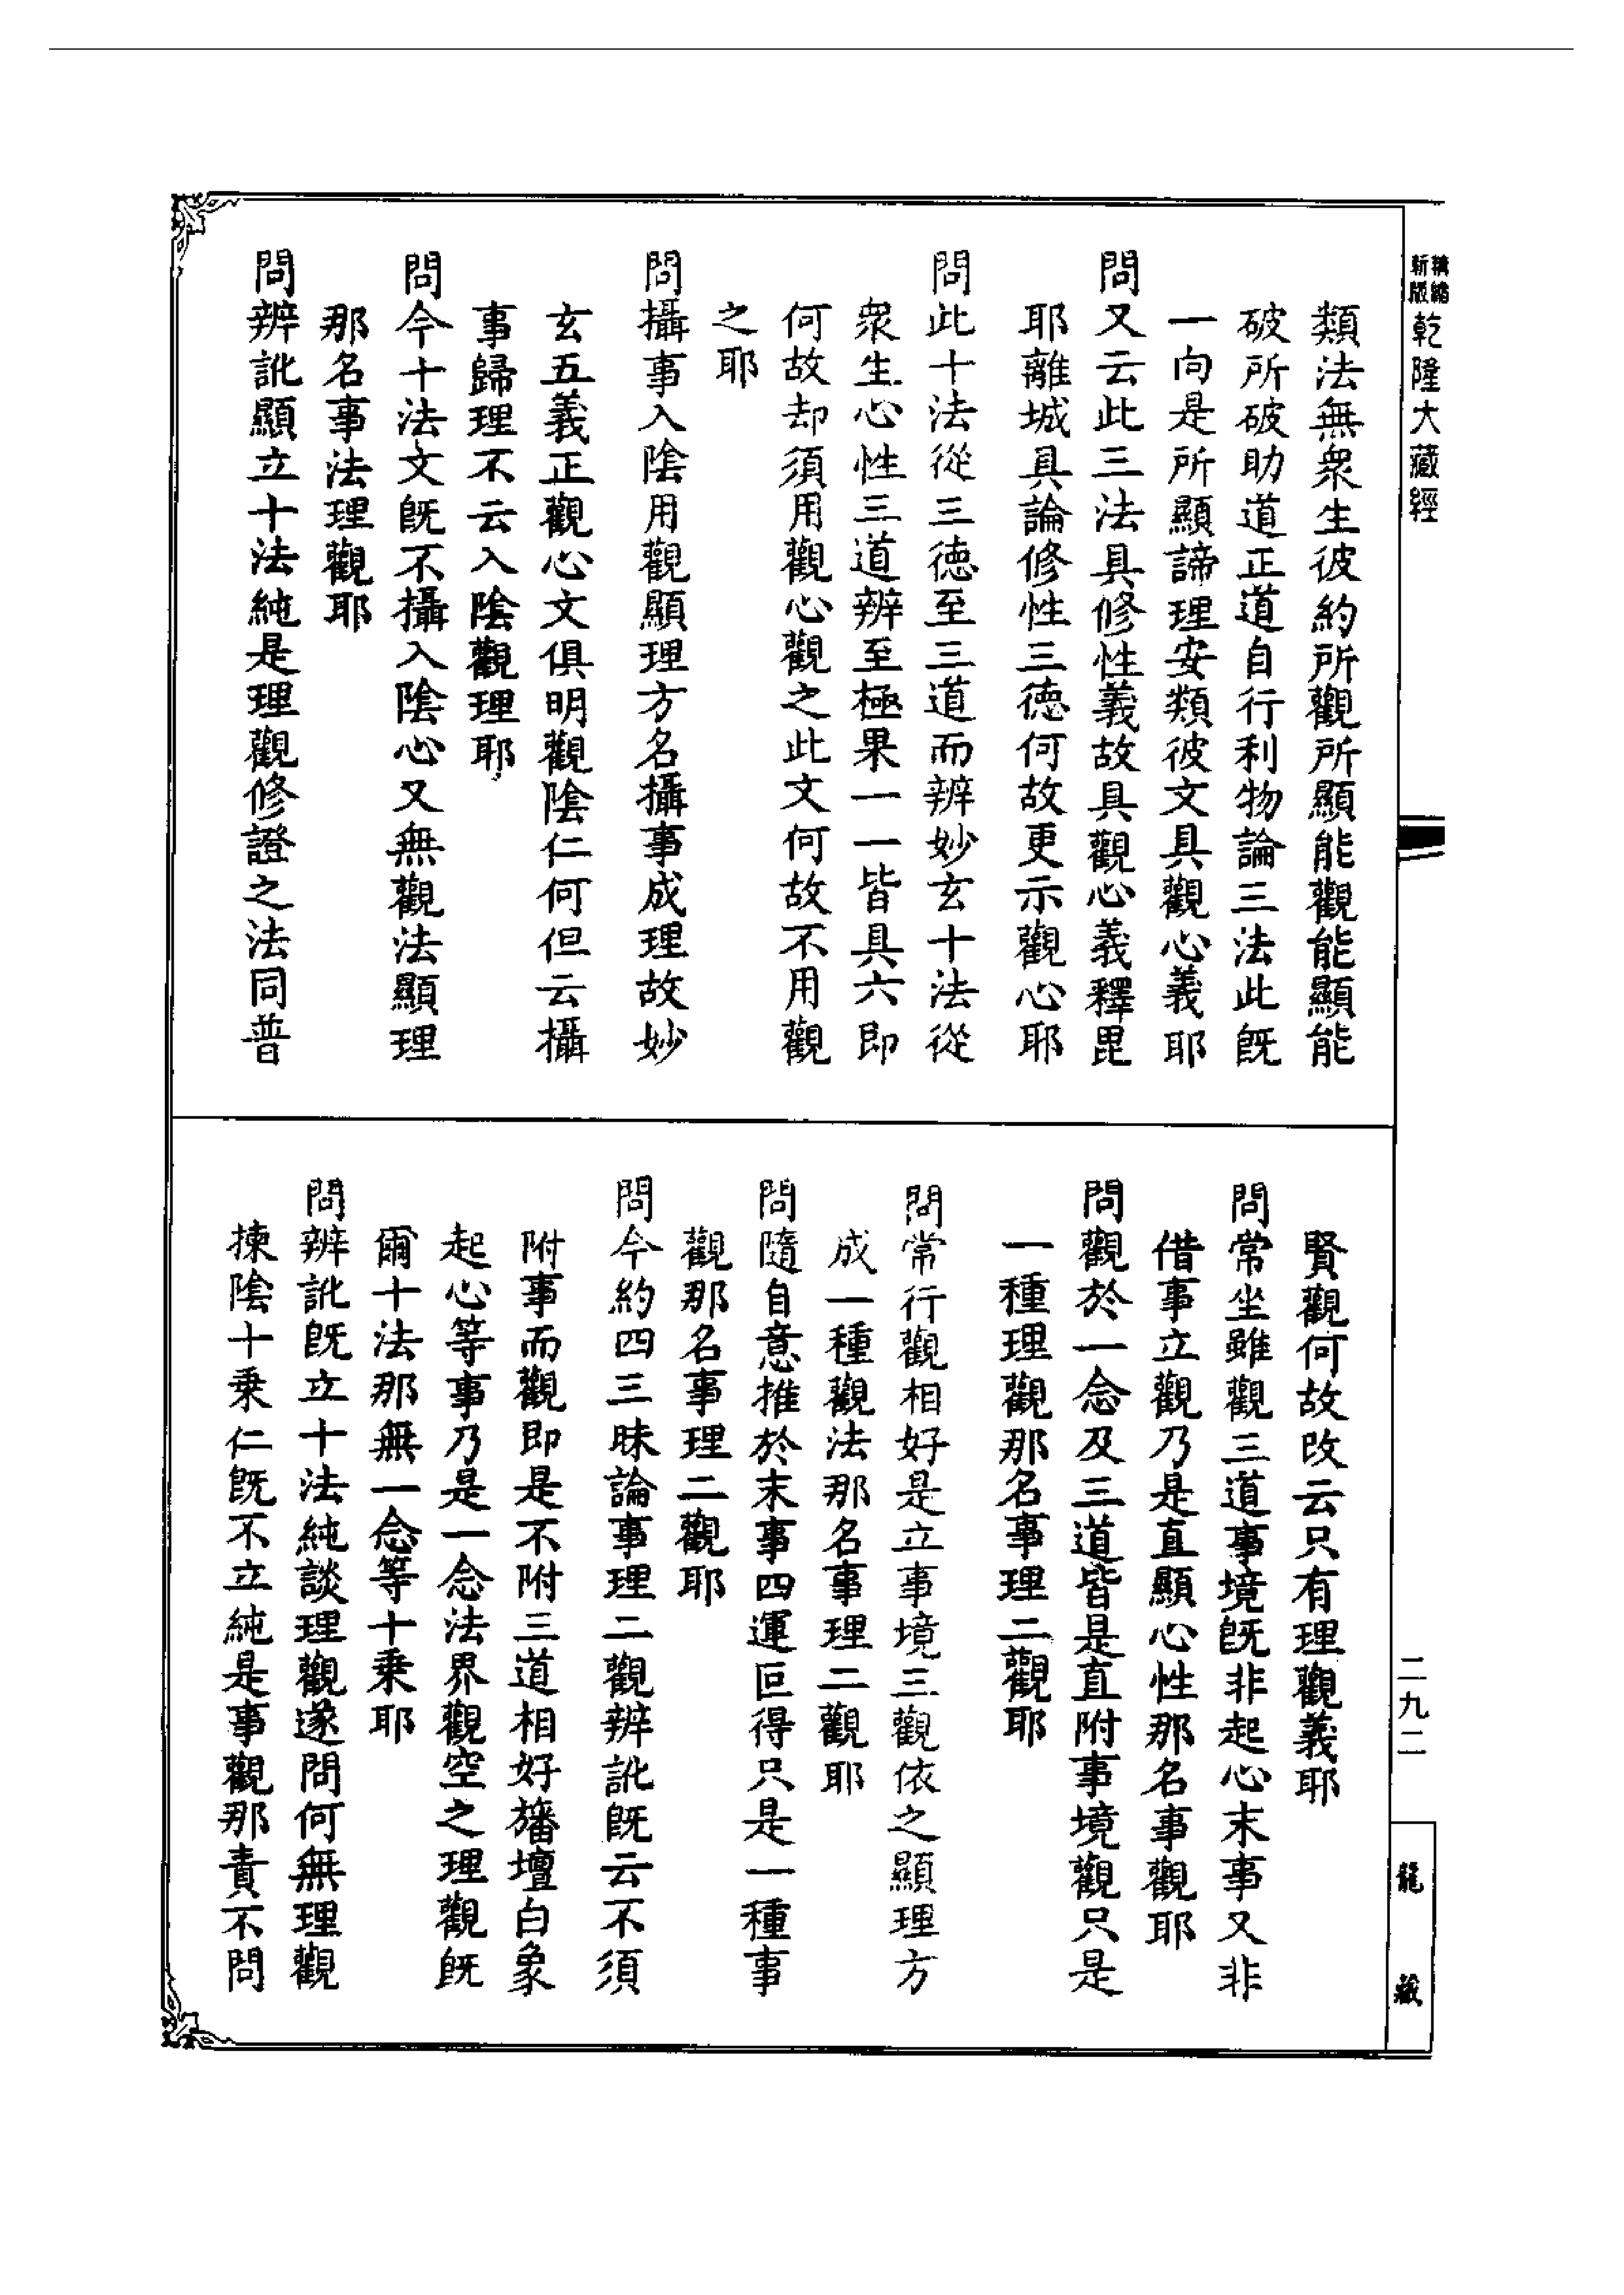 精縮新版乾隆大藏經
類法無衆生彼約所觀所顯能觀能顯能
破所破助道正道自行利物論三法此旣
一向是所顯諦理安類彼文具觀心義耶
問又云此三法具修性義故具觀心義釋毘
耶離城具論修性三德何故更示觀心耶
問此十法從三德至三道而辨妙玄十法從
衆生心性三道辨至極果一一皆具六即
何故却須用觀心觀之此文何故不用觀
之耶
問攝事入陰用觀顯理方名攝事成理故妙
玄五義正觀心文俱明觀陰仁何但云攝
事歸理不云入陰觀理耶
問今十法文旣不攝入陰心又無觀法顯理
那名事法理觀耶
問辨訛顯立十法純是理觀修證之法同普
賢觀何故改云只有理觀義耶
問常坐雖觀三道事境旣非起心末事又非
借事立觀乃是直顯心性那名事觀耶
問觀於一念及三道皆是直附事境觀只是
一種理觀那名事理二觀耶
問常行觀相好是立事境三觀依之顯理方
成一種觀法那名事理二觀耶
問隨自意推於末事四運叵得只是一種事
觀那名事理二觀耶
問今約四三昧論事理二觀辨訛旣云不須
附事而觀即是不附三道相好旛壇白象
起心等事乃是一念法界觀空之理觀旣
爾十法那無一念等十乘耶
問辨訛旣立十法純談理觀遂問何無理觀
揀陰十乘仁旣不立純是事觀那責不問
二九二
龍藏